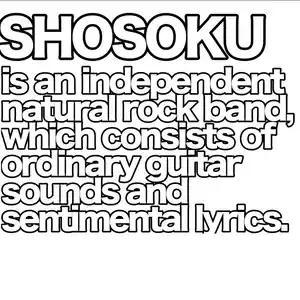 SHOSOKU
is an independent
natural rock band,
which consists of
ordinary guitar
sounds and
sentimental lyrics.